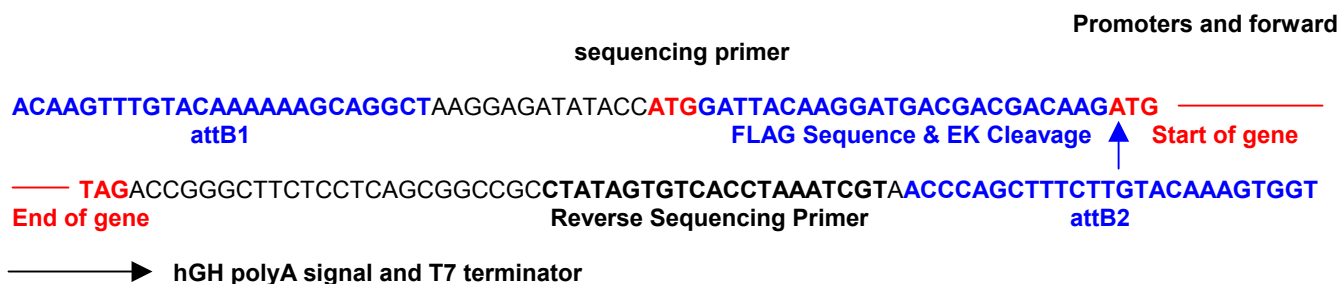 Promoters and forward
sequencing primer
ACAAGTTTGTACAAAAAAGCAGGCTAAGGAGATATACCATGGATTACAAGGATGACGACGACAAGATG
attB1 FLAG Sequence & EK Cleavage Start of gene
TAGACCGGGCTTCTCCTCAGCGGCCGCCTATAGTGTCACCTAAATCGTAACCCAGCTTTCTTGTACAAAGTGGT
End of gene Reverse Sequencing Primer attB2
hGH polyA signal and T7 terminator